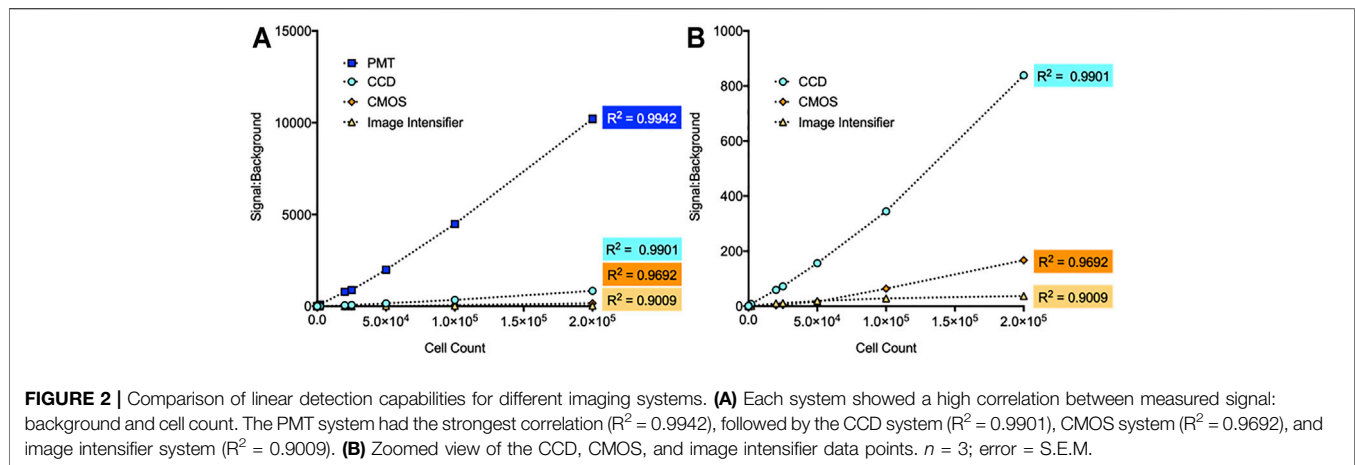 A
15000
10000
5000
0
Signal:Background
PMT
CCD
CMOS
Image Intensifier
R² = 0.9942
R² = 0.9901
R² = 0.9692
R² = 0.9009
0.0 5.0×10⁴ 1.0×10⁵ 1.5×10⁵ 2.0×10⁵
Cell Count
B
1000
800
600
400
200
0
Signal:Background
CCD
CMOS
Image Intensifier
R² = 0.9901
R² = 0.9692
R² = 0.9009
0.0 5.0×10⁴ 1.0×10⁵ 1.5×10⁵ 2.0×10⁵
Cell Count
FIGURE 2 | Comparison of linear detection capabilities for different imaging systems. (A) Each system showed a high correlation between measured signal:
background and cell count. The PMT system had the strongest correlation (R² = 0.9942), followed by the CCD system (R² = 0.9901), CMOS system (R² = 0.9692), and
image intensifier system (R² = 0.9009). (B) Zoomed view of the CCD, CMOS, and image intensifier data points. n = 3; error = S.E.M.